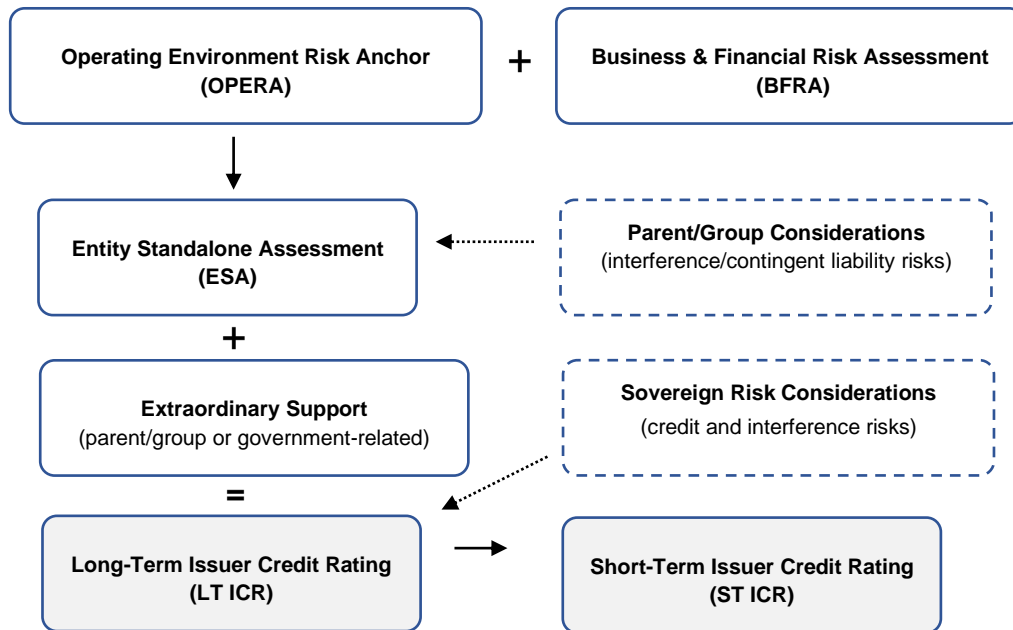 Operating Environment Risk Anchor
(OPERA)
+
Business & Financial Risk Assessment
(BFRA)
Entity Standalone Assessment
(ESA)
Parent/Group Considerations
(interference/contingent liability risks)
+
Extraordinary Support
(parent/group or government-related)
Sovereign Risk Considerations
(credit and interference risks)
=
Long-Term Issuer Credit Rating
(LT ICR)
Short-Term Issuer Credit Rating
(ST ICR)